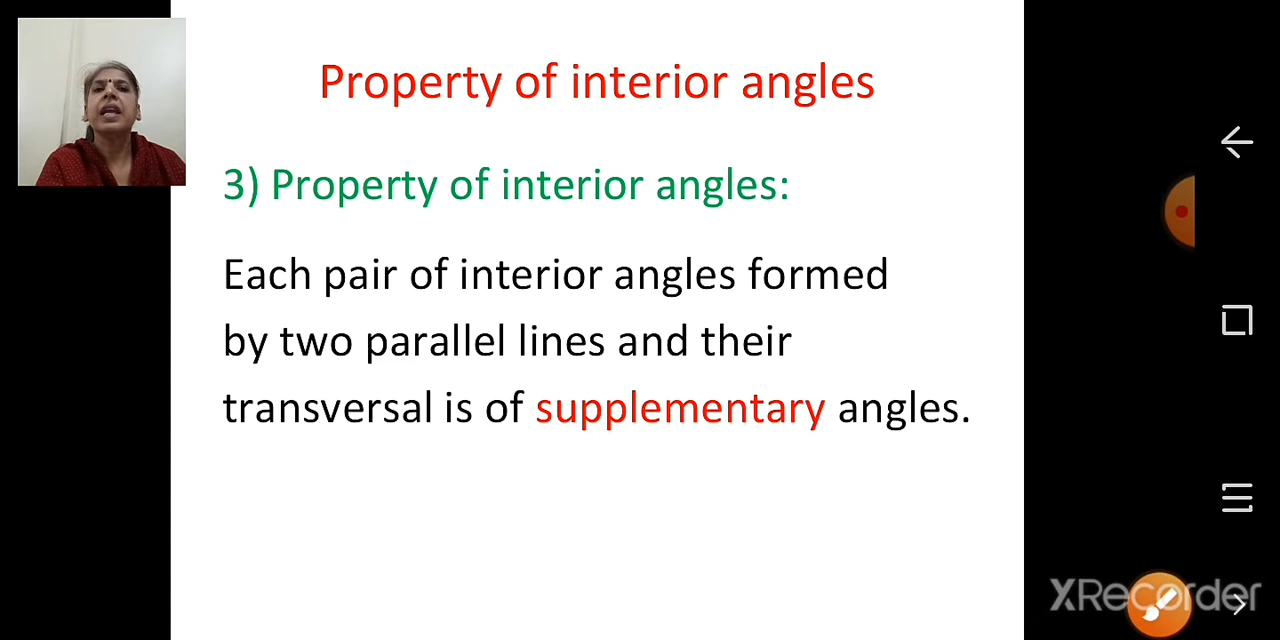 Property of interior angles
3) Property of interior angles:
Each pair of interior angles formed
by two parallel lines and their
transversal is of supplementary angles.
XRecorder